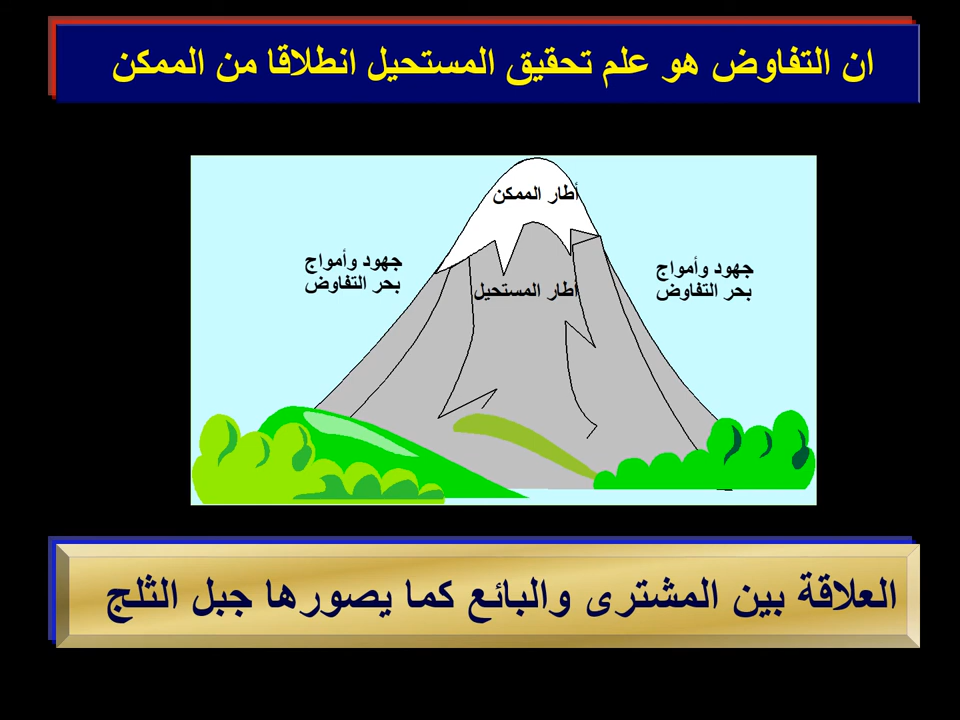 ان التفاوض هو علم تحقيق المستحيل انطلاقا من الممكن
أطار الممكن
جهود وأمواج
بحر التفاوض
جهود وأمواج
بحر التفاوض
أطار المستحيل
العلاقة بين المشترى والبائع كما يصورها جبل الثلج